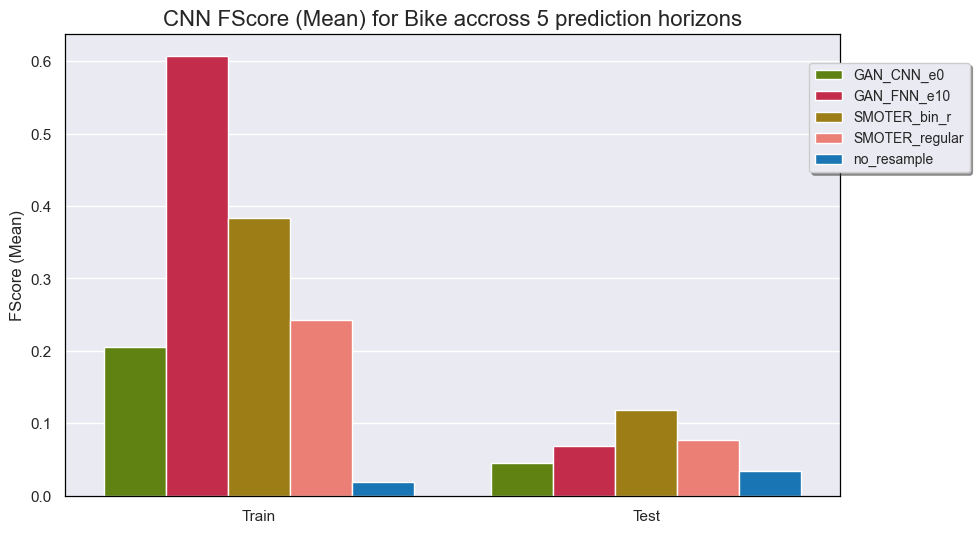 CNN FScore (Mean) for Bike accross 5 prediction horizons
FScore (Mean)
0.6
0.5
0.4
0.3
0.2
0.1
0.0
Train
Test
GAN_CNN_e0
GAN_FNN_e10
SMOTER_bin_r
SMOTER_regular
no_resample